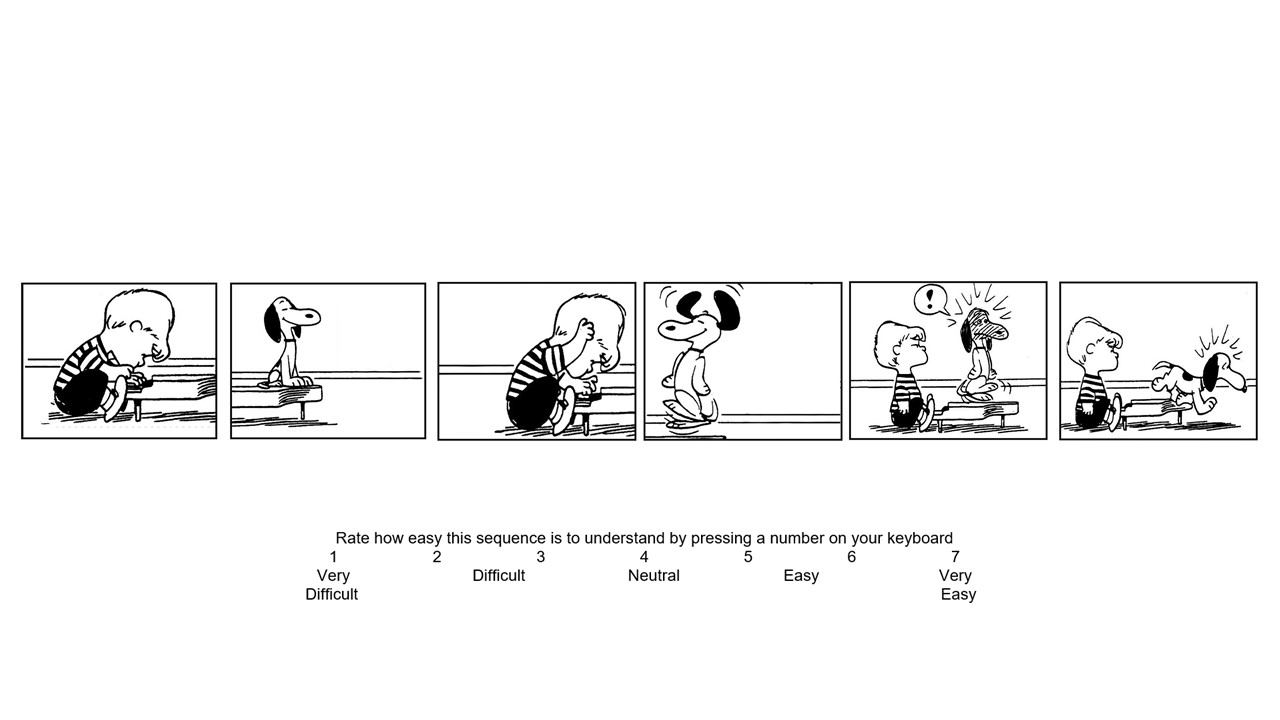 !
Rate how easy this sequence is to understand by pressing a number on your keyboard
1 2 3 4 5 6 7
Very Difficult Neutral Easy Very
Difficult Easy